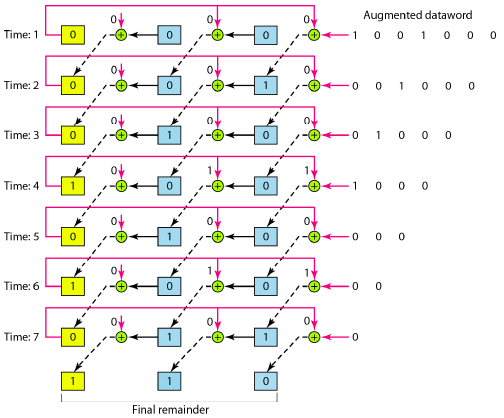 Augmented dataword
0 0 0
Time: 1 0 + 0 + 0 + 1 0 0 1 0 0 0
0 0 0
Time: 2 0 + 0 + 1 + 0 0 1 0 0 0
0 0 0
Time: 3 0 + 1 + 0 + 0 1 0 0 0
0 1 1
Time: 4 1 + 0 + 0 + 1 0 0 0
0 0 0
Time: 5 0 + 1 + 0 + 0 0 0
0 1 1
Time: 6 1 + 0 + 0 + 0 0
0 0 0
Time: 7 0 + 1 + 1 + 0
1 1 0
Final remainder